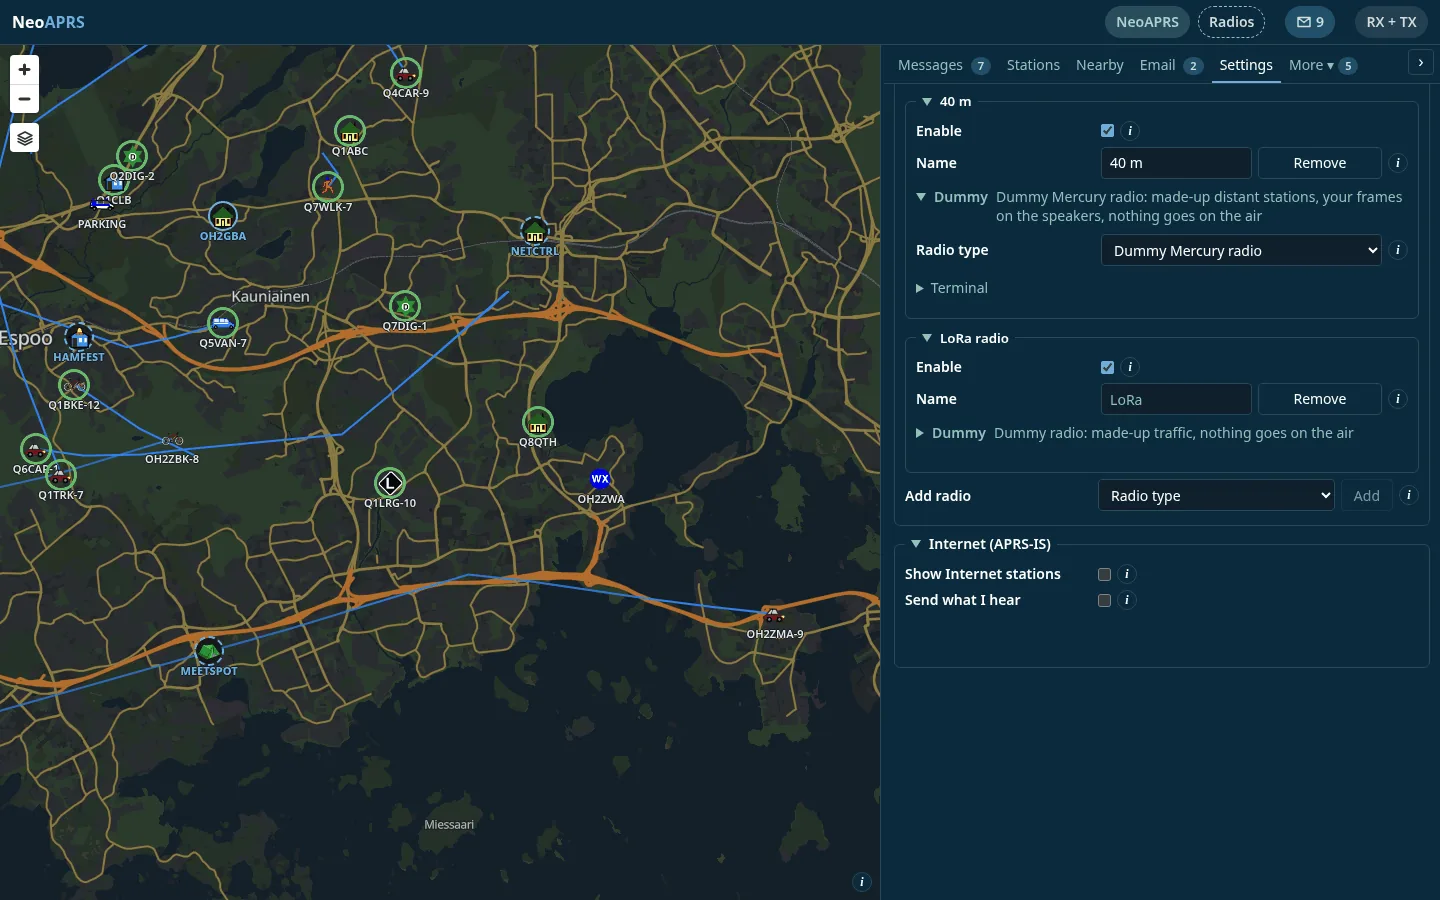 NeoAPRS
NeoAPRS
Radios
9
RX + TX
Messages 7
Stations
Nearby
Email 2
Settings
More ▾ 5
›
+
−
Q4CAR-9
Q1ABC
D
Q2DIG-2
Q1CLB
PARKING
Q7WLK-7
OH2GBA
NETCTRL
Kauniainen
D
Q7DIG-1
Q5VAN-7
Espoo
HAMFEST
Q1BKE-12
Q8QTH
OH2ZBK-8
Q6CAR-1
Q1TRK-7
L
Q1LRG-10
WX
OH2ZWA
OH2ZMA-9
MEETSPOT
Miessaari
i
▼ 40 m
Enable i
Name 40 m Remove i
▼ Dummy Dummy Mercury radio: made-up distant stations, your frames
on the speakers, nothing goes on the air
Radio type Dummy Mercury radio i
▶ Terminal
▼ LoRa radio
Enable i
Name LoRa Remove i
▶ Dummy Dummy radio: made-up traffic, nothing goes on the air
Add radio Radio type Add i
▼ Internet (APRS-IS)
Show Internet stations i
Send what I hear i